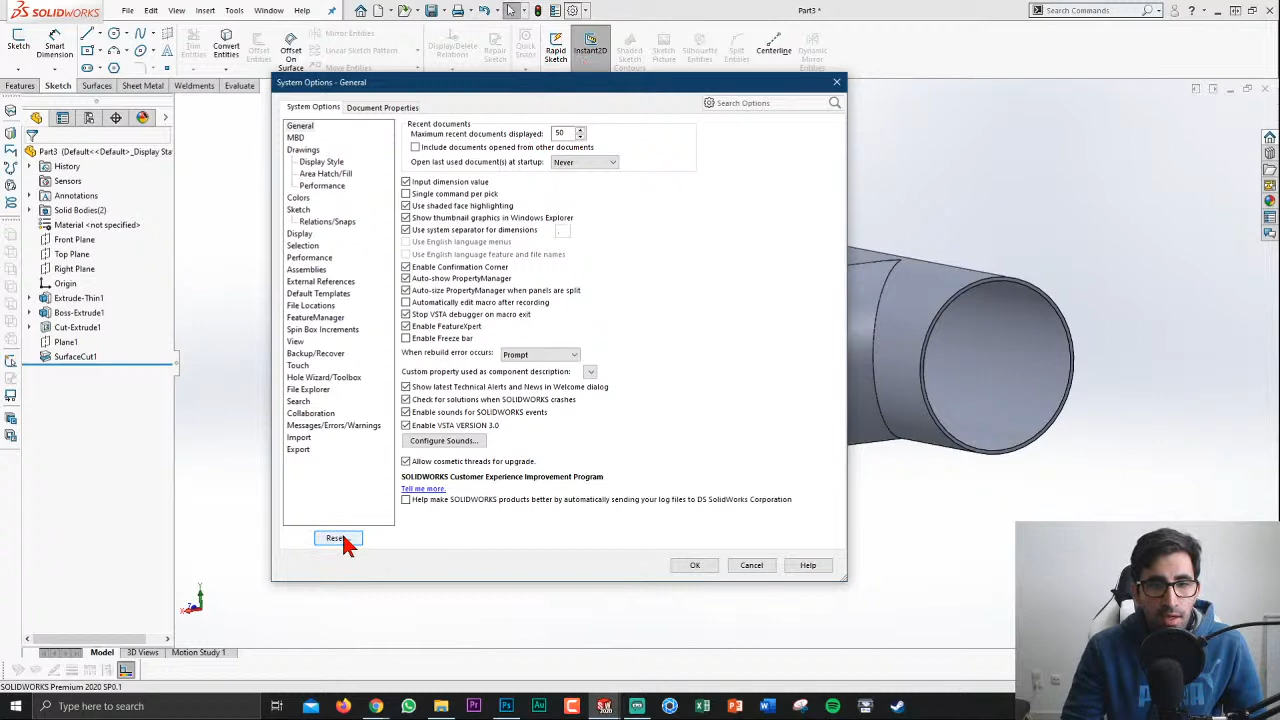 SOLIDWORKS File Edit View Insert Tools Window Help Part3 * Search Commands
Sketch Smart Dimension Trim Entities Convert Entities Offset Entities Offset On Surface Mirror Entities Linear Sketch Pattern Move Entities Display/Delete Relations Repair Sketch Quick Snaps Rapid Sketch Instant2D Shaded Sketch Contours Sketch Picture Silhouette Entities Split Entities Centerline Dynamic Mirror Entities
Features Sketch Surfaces Sheet Metal Weldments Evaluate
Part3 (Default<<Default>_Display Sta
History
Sensors
Annotations
Solid Bodies(2)
Material <not specified>
Front Plane
Top Plane
Right Plane
Origin
Extrude-Thin1
Boss-Extrude1
Cut-Extrude1
Plane1
SurfaceCut1
System Options - General
System Options Document Properties Search Options
General
MBD
Drawings
Display Style
Area Hatch/Fill
Performance
Colors
Sketch
Relations/Snaps
Display
Selection
Performance
Assemblies
External References
Default Templates
File Locations
FeatureManager
Spin Box Increments
View
Backup/Recover
Touch
Hole Wizard/Toolbox
File Explorer
Search
Collaboration
Messages/Errors/Warnings
Import
Export
Recent documents
Maximum recent documents displayed: 50
Include documents opened from other documents
Open last used document(s) at startup: Never
Input dimension value
Single command per pick
Use shaded face highlighting
Show thumbnail graphics in Windows Explorer
Use system separator for dimensions .
Use English language menus
Use English language feature and file names
Enable Confirmation Corner
Auto-show PropertyManager
Auto-size PropertyManager when panels are split
Automatically edit macro after recording
Stop VSTA debugger on macro exit
Enable FeatureXpert
Enable Freeze bar
When rebuild error occurs: Prompt
Custom property used as component description:
Show latest Technical Alerts and News in Welcome dialog
Check for solutions when SOLIDWORKS crashes
Enable sounds for SOLIDWORKS events
Enable VSTA VERSION 3.0
Configure Sounds...
Allow cosmetic threads for upgrade.
SOLIDWORKS Customer Experience Improvement Program
Tell me more.
Help make SOLIDWORKS products better by automatically sending your log files to DS SolidWorks Corporation
OK Cancel Help
Y
X
Z
Model 3D Views Motion Study 1
SOLIDWORKS Premium 2020 SP0.1
Type here to search